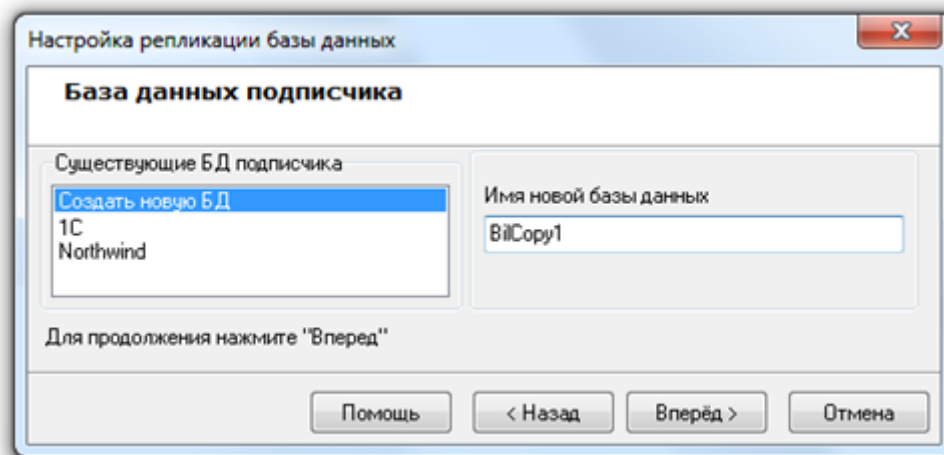 Настройка репликации базы данных
База данных подписчика
Существующие БД подписчика
Создать новую БД
1С
Northwind
Имя новой базы данных
BilCopy1
Для продолжения нажмите "Вперед"
Помощь
< Назад
Вперёд >
Отмена